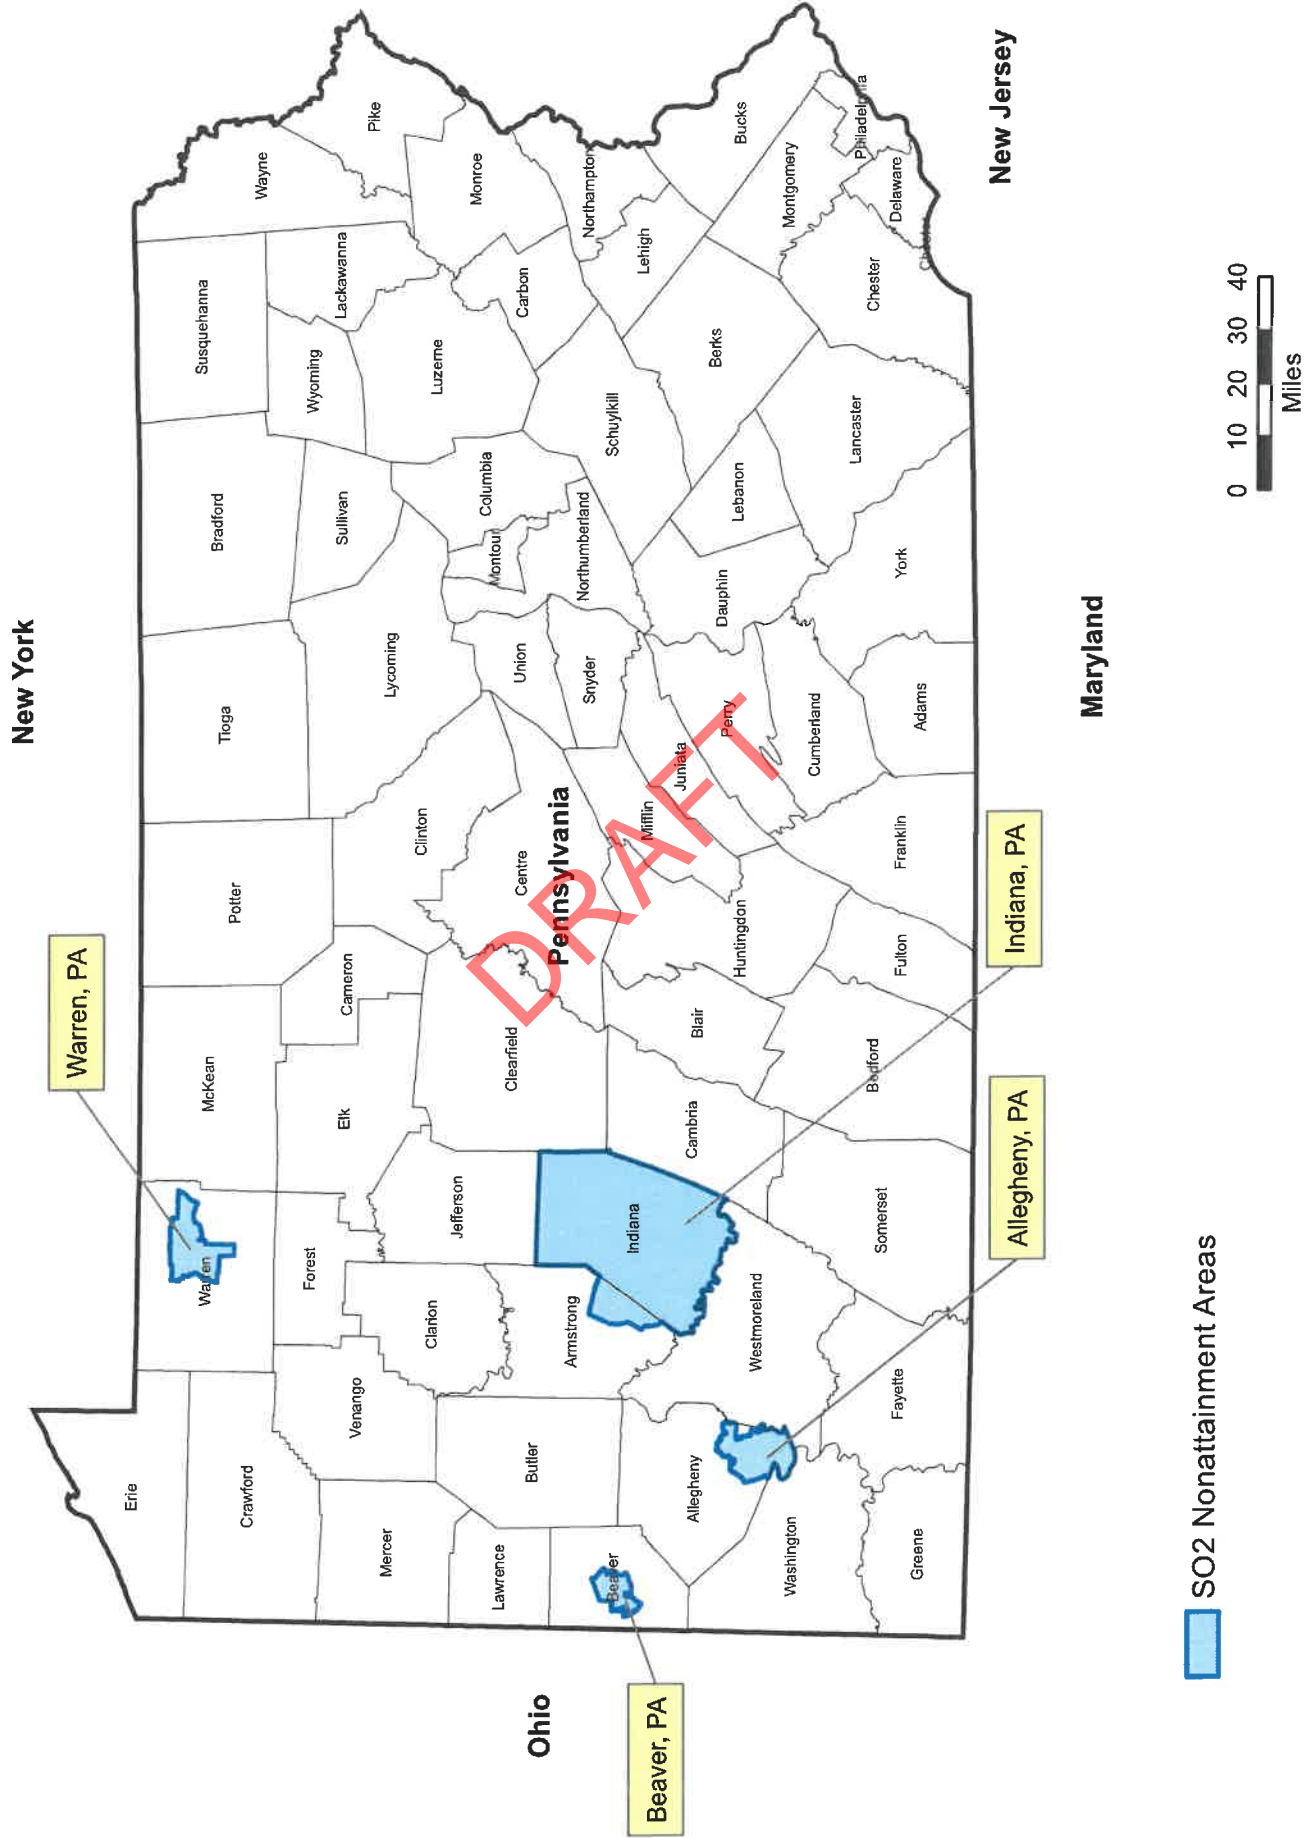 New York
Warren, PA
Erie
Crawford
Warren
McKean
Potter
Tioga
Bradford
Susquehanna
Wayne
Wyoming
Lackawanna
Pike
Mercer
Venango
Forest
Elk
Cameron
Clinton
Lycoming
Sullivan
Luzerne
Monroe
Lawrence
Butler
Clarion
Jefferson
Clearfield
Centre
Union
Montour
Columbia
Carbon
Northampton
Beaver
Armstrong
Indiana
Pennsylvania
Snyder
Northumberland
Schuylkill
Lehigh
Allegheny
Westmoreland
Cambria
Blair
Huntingdon
Mifflin
Juniata
Perry
Dauphin
Lebanon
Berks
Bucks
Montgomery
Philadelphia
Washington
Greene
Fayette
Somerset
Bedford
Fulton
Franklin
Cumberland
Adams
York
Lancaster
Chester
Delaware
DRAFT
Ohio
Beaver, PA
Allegheny, PA
Indiana, PA
Maryland
New Jersey
SO2 Nonattainment Areas
0 10 20 30 40
Miles